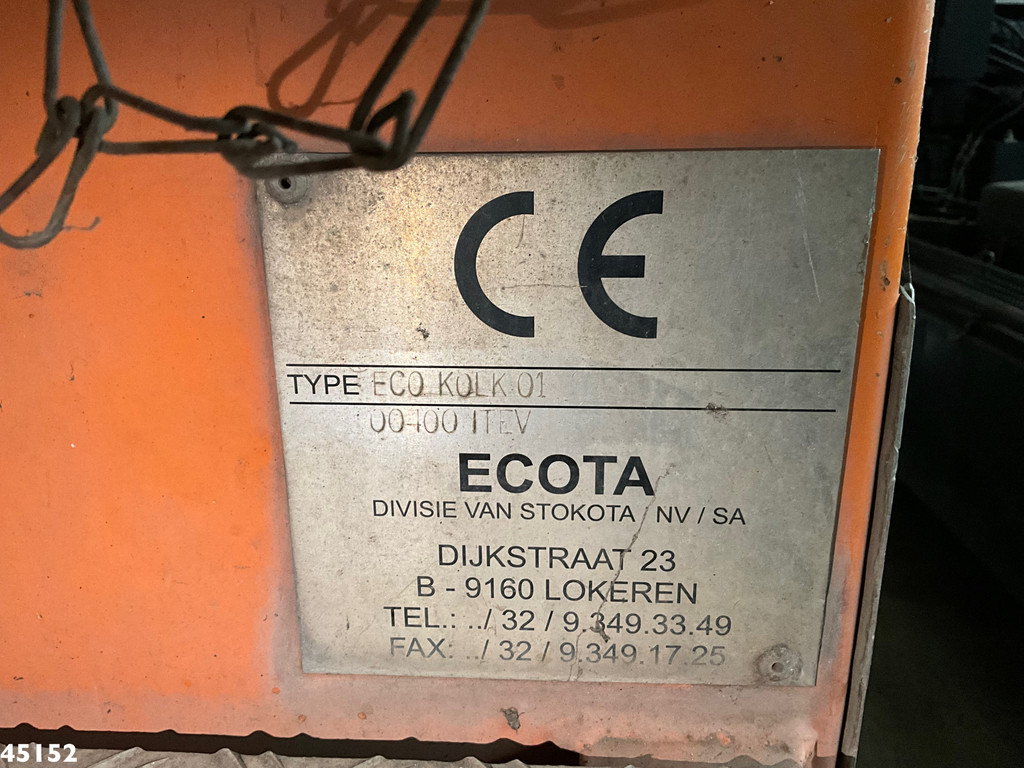 CE
TYPE ECO KOLK 01
00400 ITEV
ECOTA
DIVISIE VAN STOKOTA / NV / SA
DIJKSTRAAT 23
B - 9160 LOKEREN
TEL.: ../ 32 / 9.349.33.49
FAX: ../ 32 / 9.349.17.25
45152